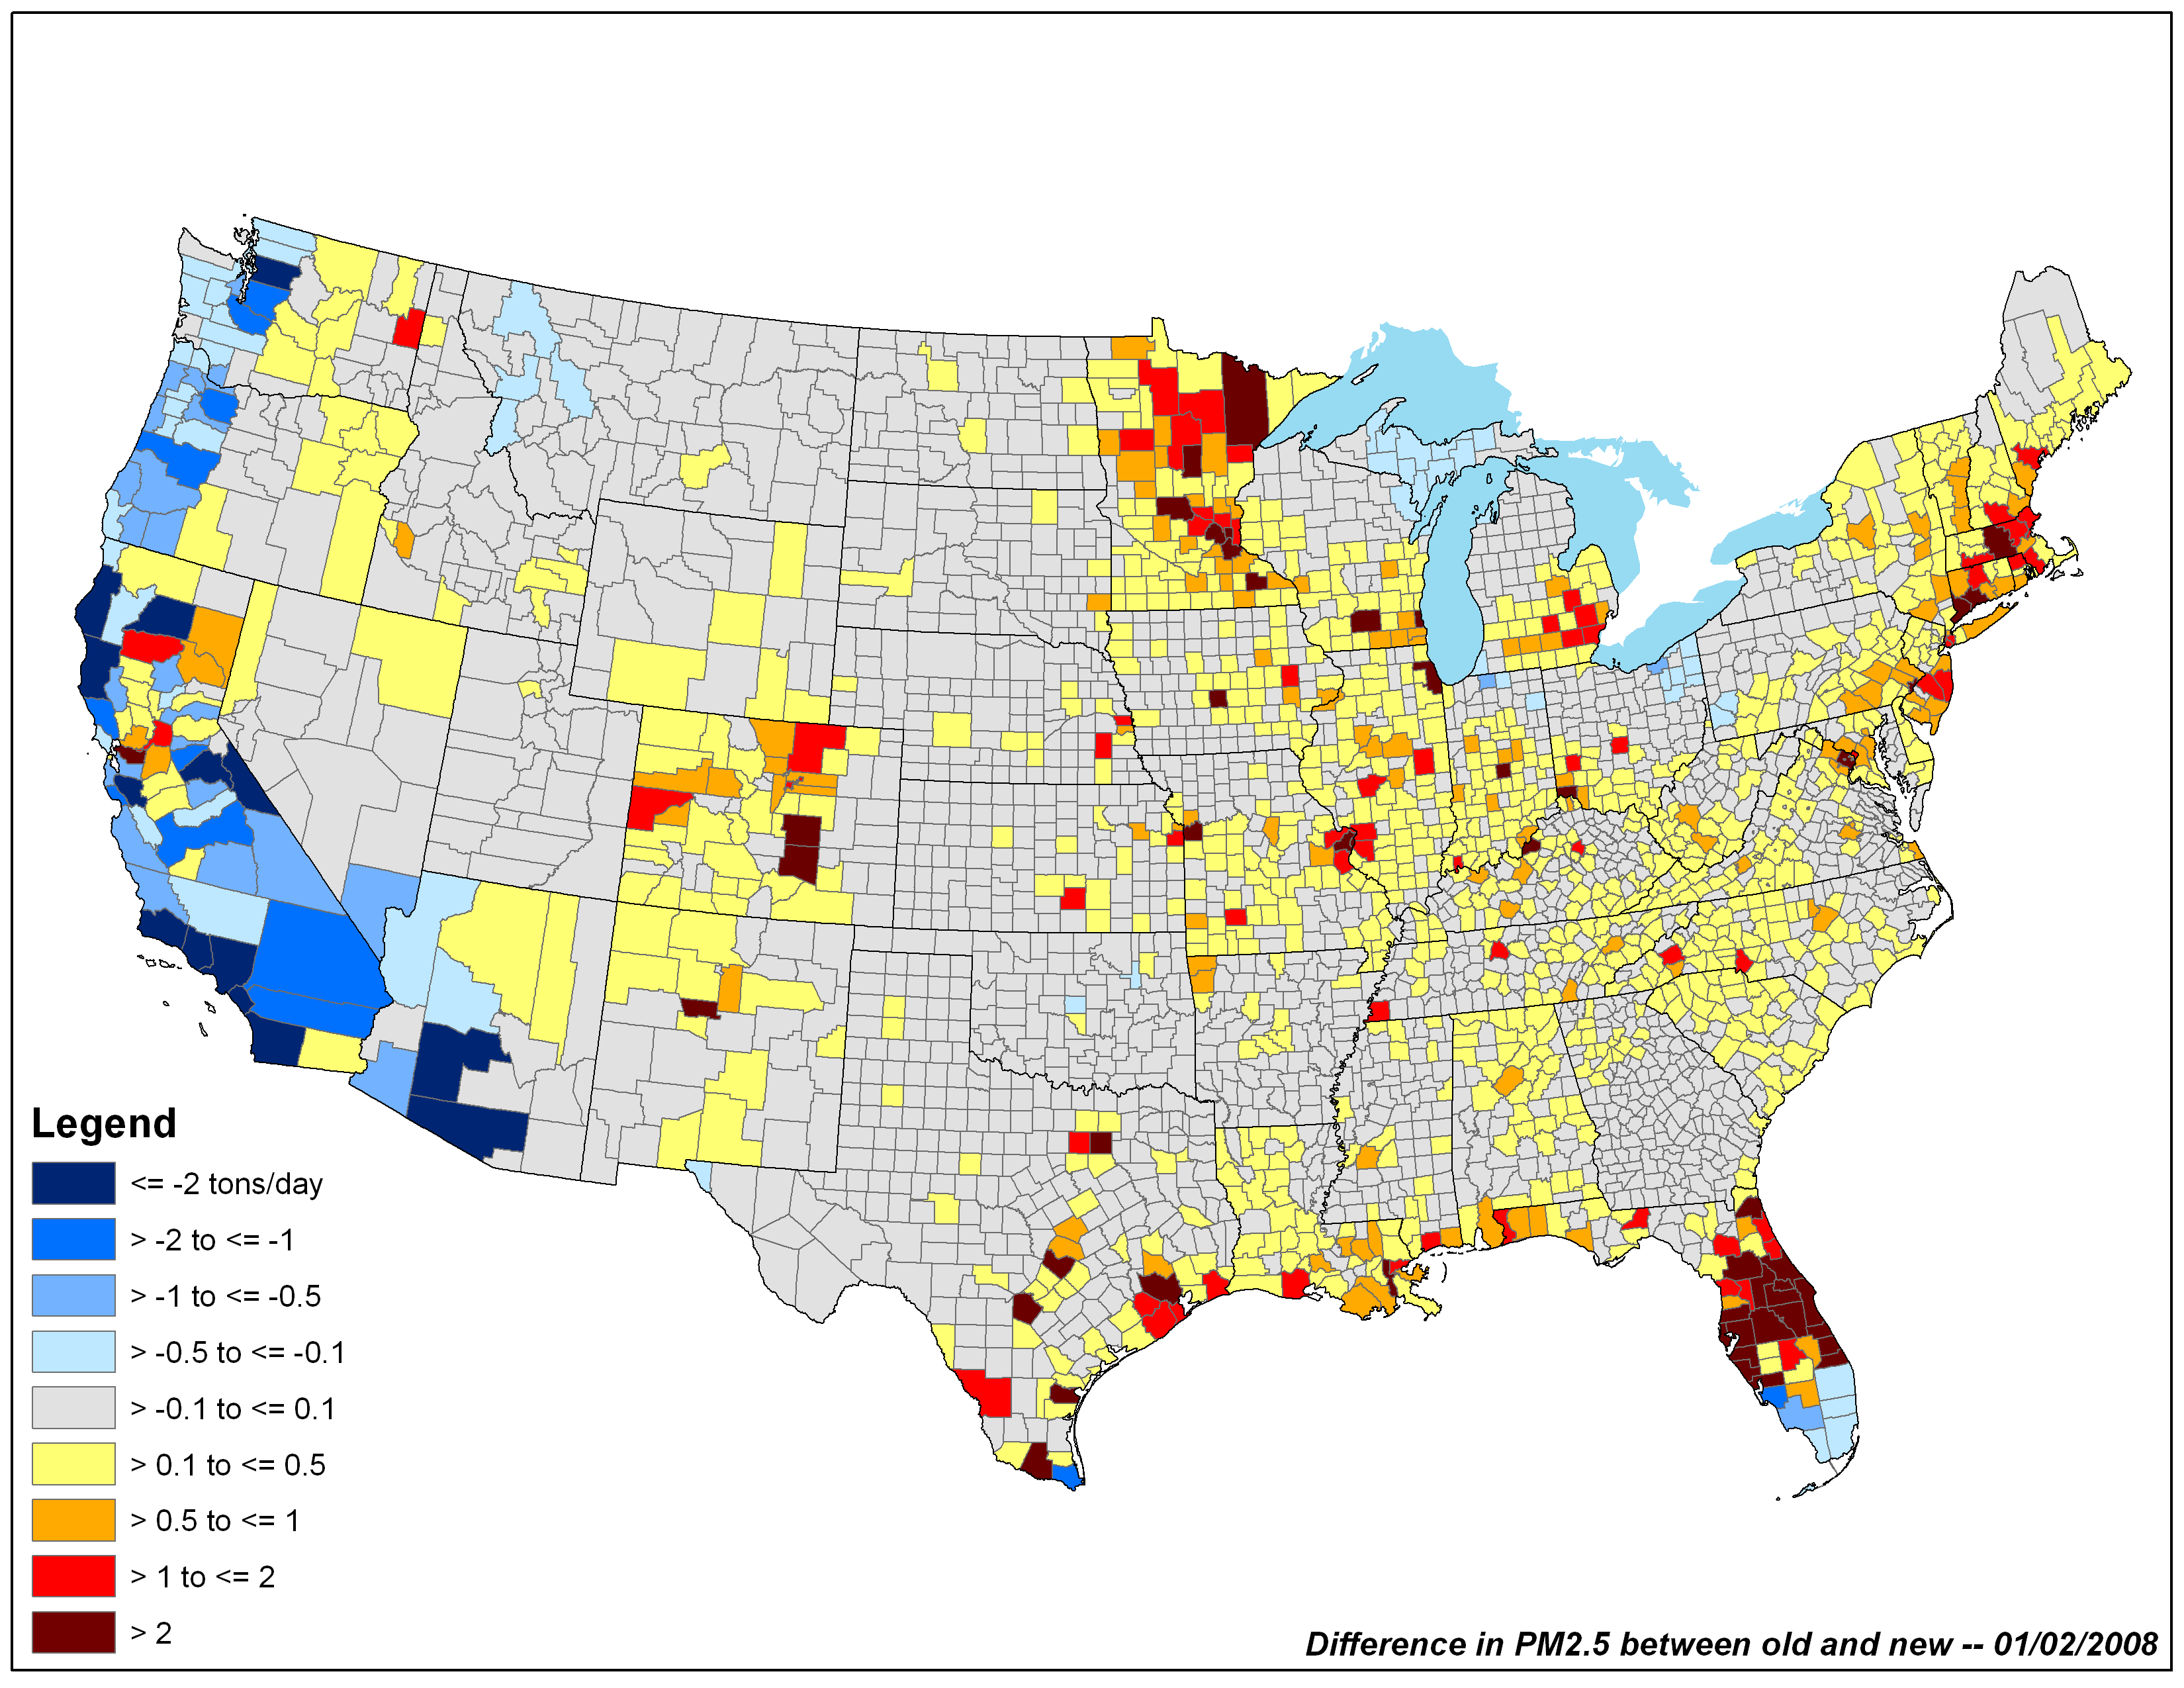 Legend
<= -2 tons/day
> -2 to <= -1
> -1 to <= -0.5
> -0.5 to <= -0.1
> -0.1 to <= 0.1
> 0.1 to <= 0.5
> 0.5 to <= 1
> 1 to <= 2
> 2
Difference in PM2.5 between old and new -- 01/02/2008